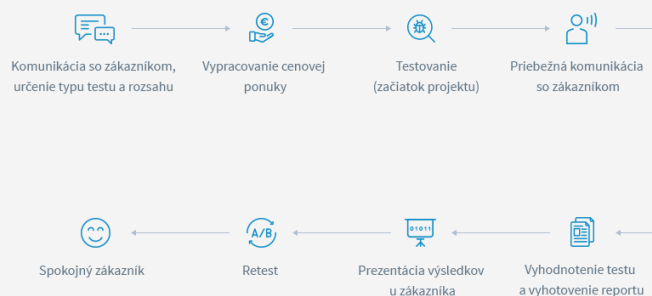 Komunikácia so zákazníkom,
určenie typu testu a rozsahu
Vypracovanie cenovej
ponuky
Testovanie
(začiatok projektu)
Priebežná komunikácia
so zákazníkom
Spokojný zákazník
A/B
Retest
01011
Prezentácia výsledkov
u zákazníka
Vyhodnotenie testu
a vyhotovenie reportu